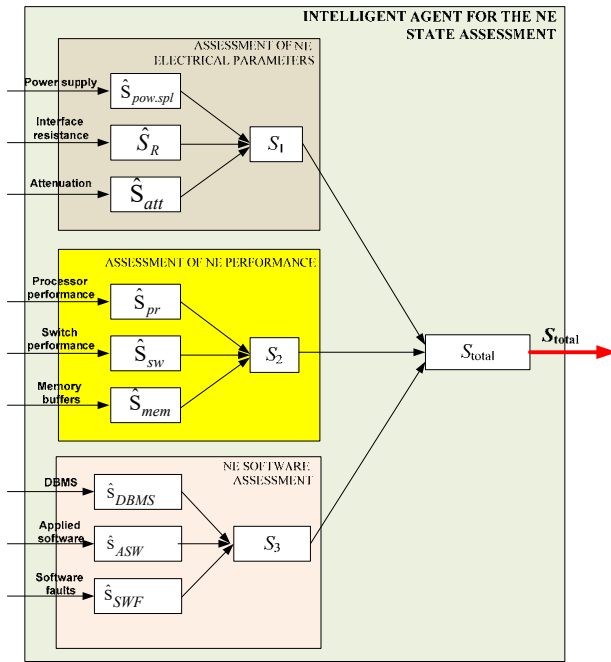 INTELLIGENT AGENT FOR THE NE
STATE ASSESSMENT
ASSESSMENT OF NE
ELECTRICAL PARAMETERS
Power supply
Ŝpow.spl
Interface
resistance
ŜR
S1
Attenuation
Ŝatt
ASSESSMENT OF NE PERFORMANCE
Processor
performance
Ŝpr
Switch
performance
Ŝsw
S2
Memory
buffers
Ŝmem
Stotal
Stotal
NE SOFTWARE
ASSESSMENT
DBMS
ŝDBMS
Applied
software
ŝASW
S3
Software
faults
ŝSWF